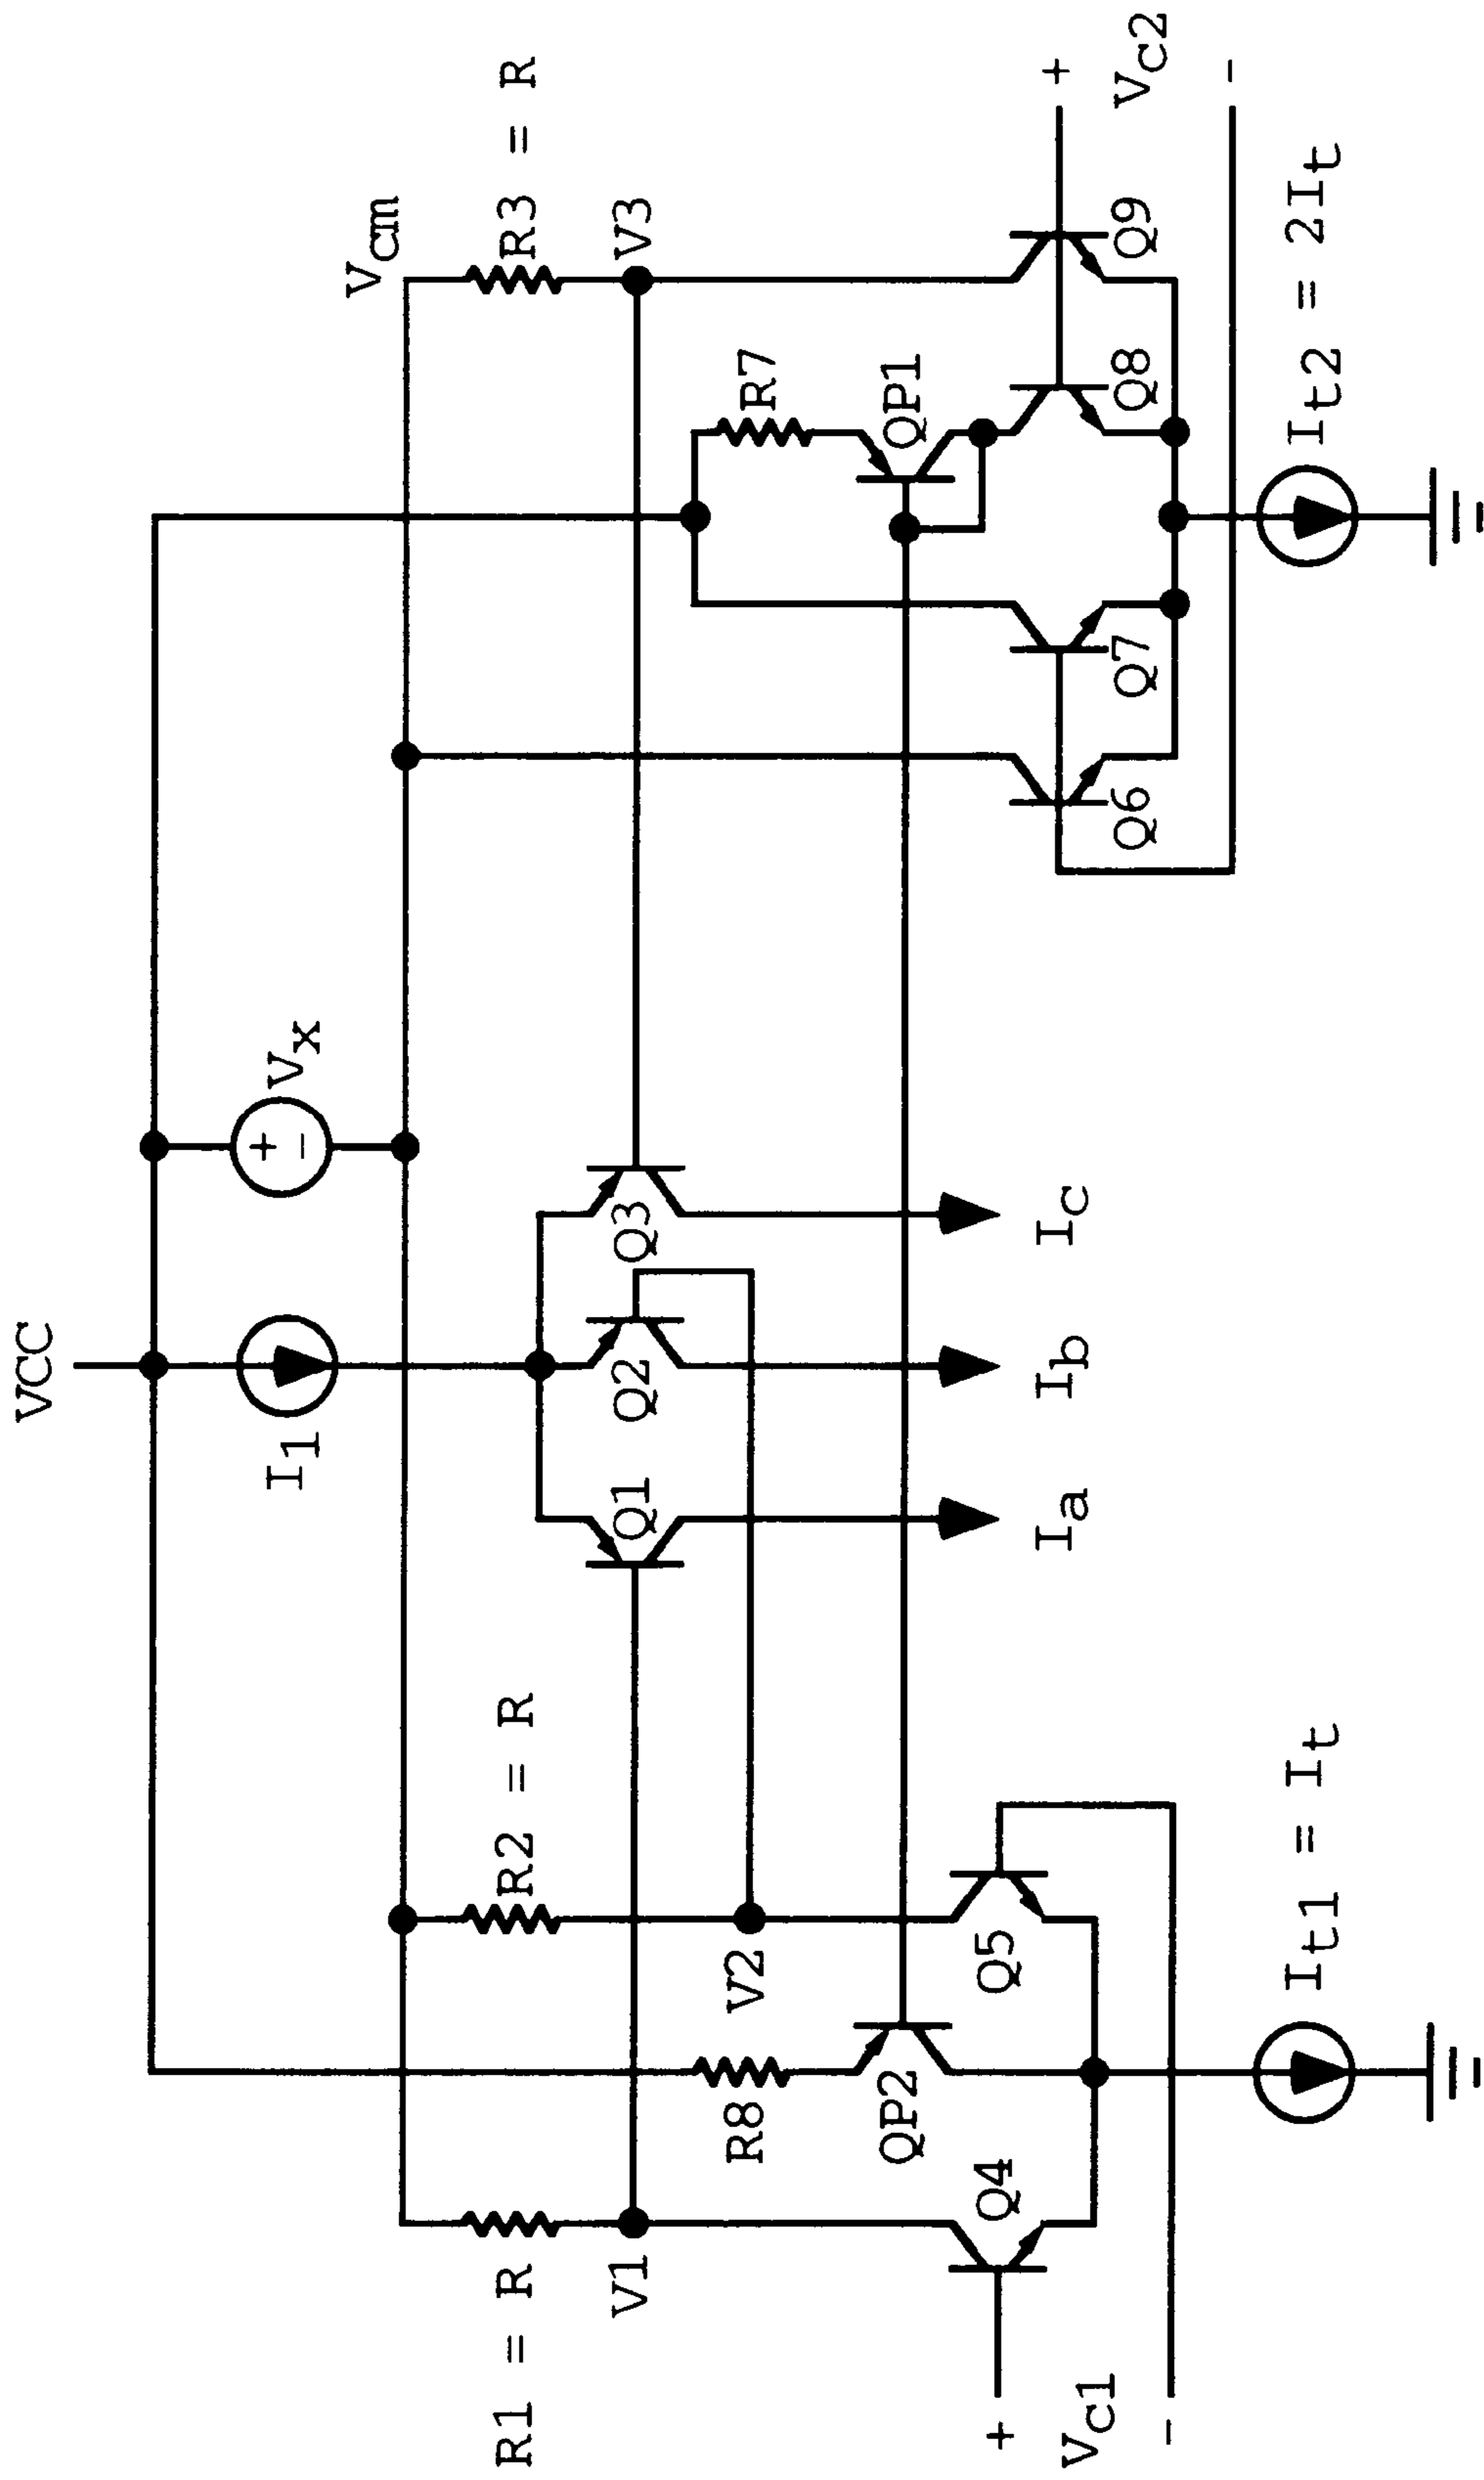 VCC
I1
Vx
Vcm
R1 = R
R2 = R
R3 = R
V1
Q1
Q2
Q3
V3
R8
V2
R7
QP2
QP1
Q4
Q5
Ia
Ib
Ic
+
Vc1
-
Q6
Q7
Q8
Q9
+
Vc2
-
It1 = It
It2 = 2It
+
-